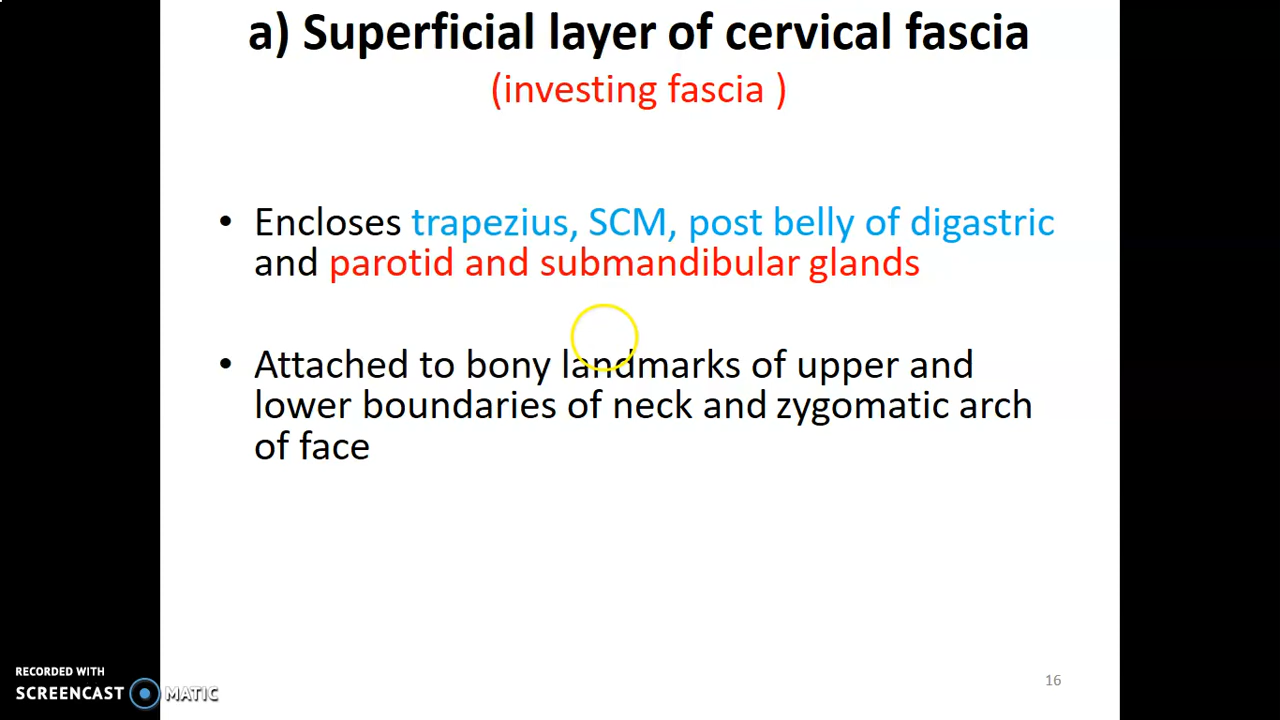 a) Superficial layer of cervical fascia
(investing fascia )
• Encloses trapezius, SCM, post belly of digastric
and parotid and submandibular glands
• Attached to bony landmarks of upper and
lower boundaries of neck and zygomatic arch
of face
RECORDED WITH
SCREENCAST MATIC
16